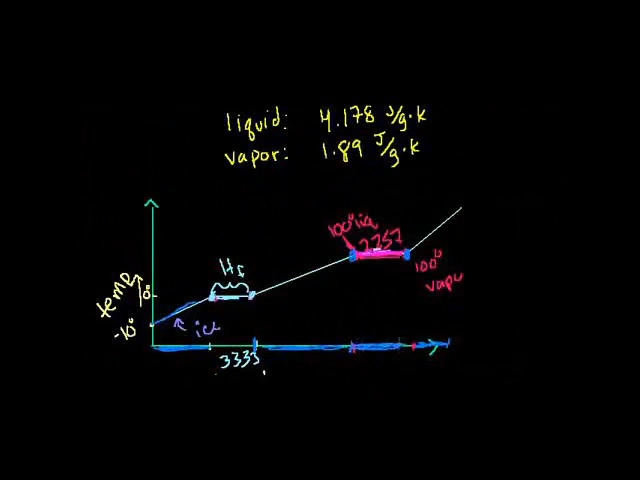 liquid: 4.178 J/g·K
vapor: 1.89 J/g·K
100°liq
2257
Hf
100°
vapor
temp
0°
ice
-10°
3333.